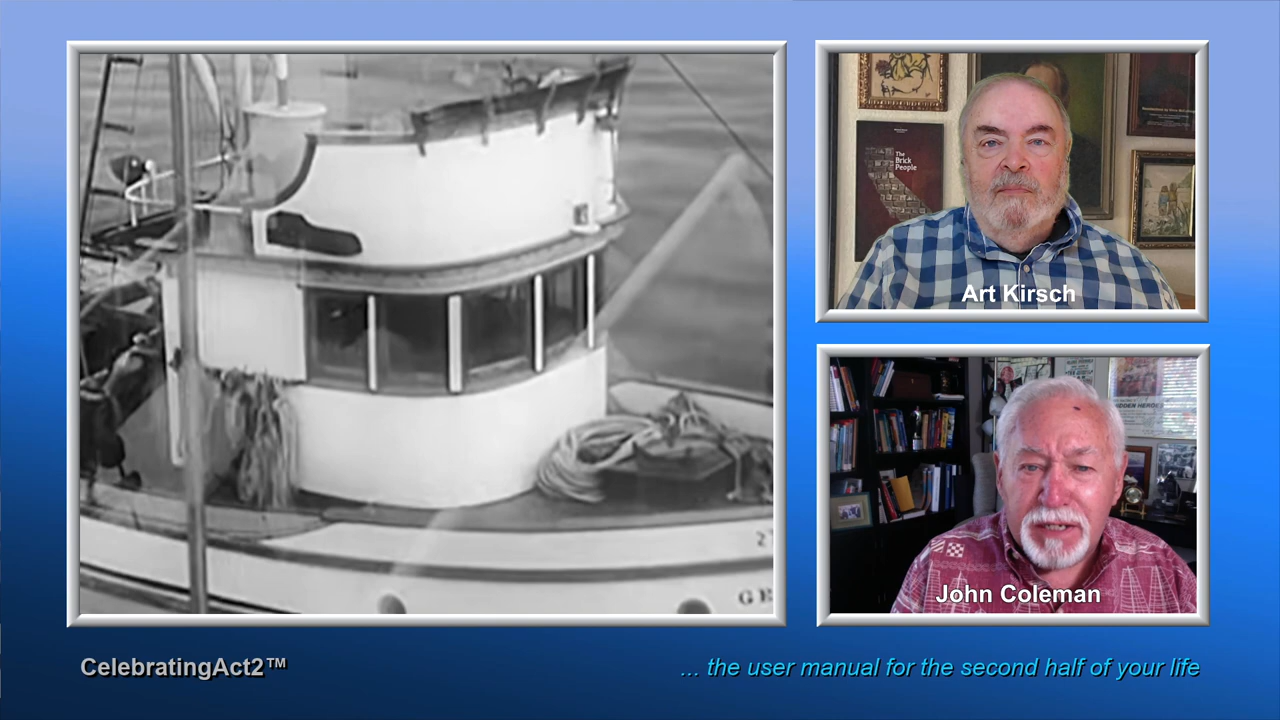 The
Brick
People
Art Kirsch
John Coleman
CelebratingAct2™
... the user manual for the second half of your life